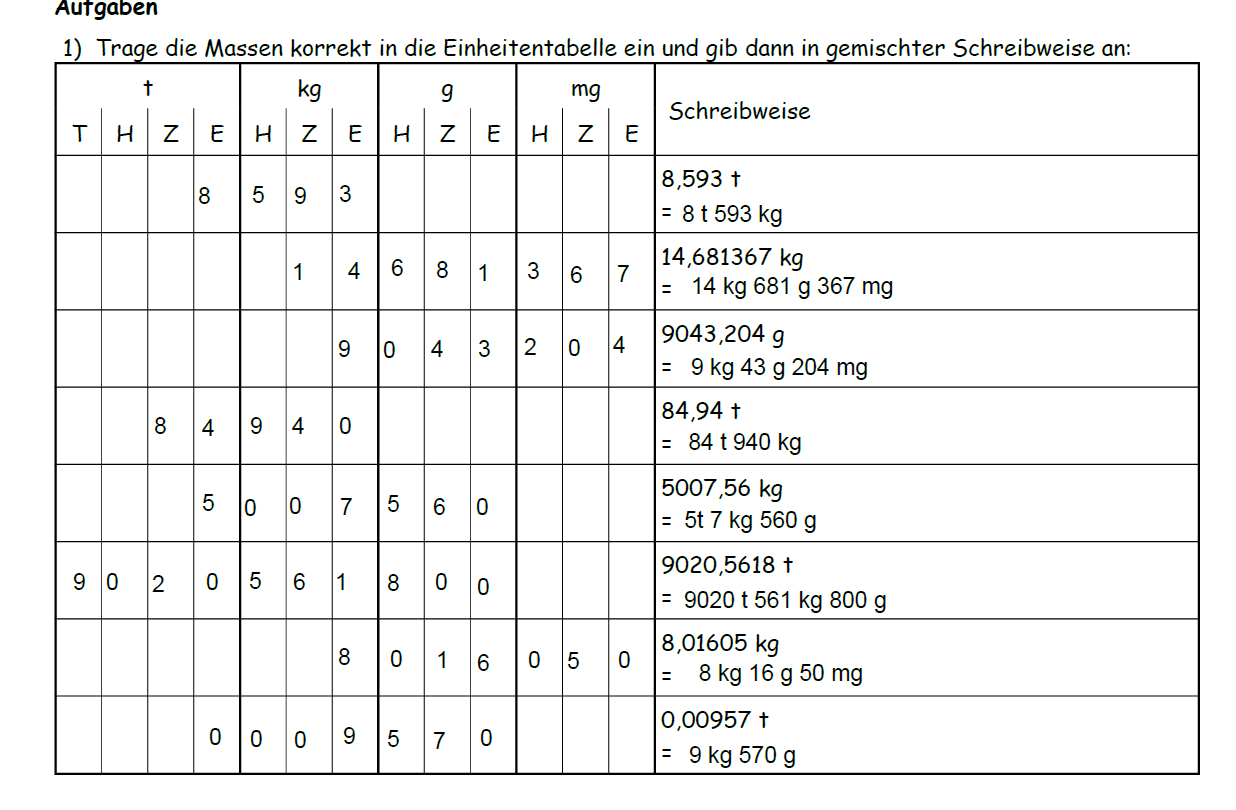 Aufgaben
1) Trage die Massen korrekt in die Einheitentabelle ein und gib dann in gemischter Schreibweise an:
t kg g mg Schreibweise
T H Z E H Z E H Z E H Z E
8 5 9 3 8,593 t
= 8 t 593 kg
1 4 6 8 1 3 6 7 14,681367 kg
= 14 kg 681 g 367 mg
9 0 4 3 2 0 4 9043,204 g
= 9 kg 43 g 204 mg
8 4 9 4 0 84,94 t
= 84 t 940 kg
5 0 0 7 5 6 0 5007,56 kg
= 5t 7 kg 560 g
9 0 2 0 5 6 1 8 0 0 9020,5618 t
= 9020 t 561 kg 800 g
8 0 1 6 0 5 0 8,01605 kg
= 8 kg 16 g 50 mg
0 0 0 9 5 7 0 0,00957 t
= 9 kg 570 g